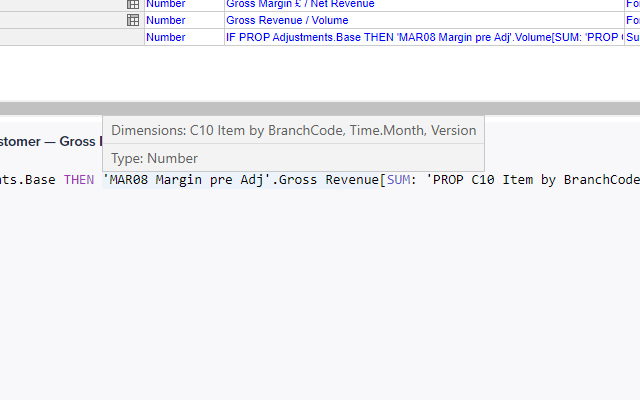 Number Gross Margin £ / Net Revenue For
Number Gross Revenue / Volume For
Number IF PROP Adjustments.Base THEN 'MAR08 Margin pre Adj'.Volume[SUM: 'PROP Su
Dimensions: C10 Item by BranchCode, Time.Month, Version
stomer — Gross
Type: Number
ts.Base THEN 'MAR08 Margin pre Adj'.Gross Revenue[SUM: 'PROP C10 Item by BranchCode